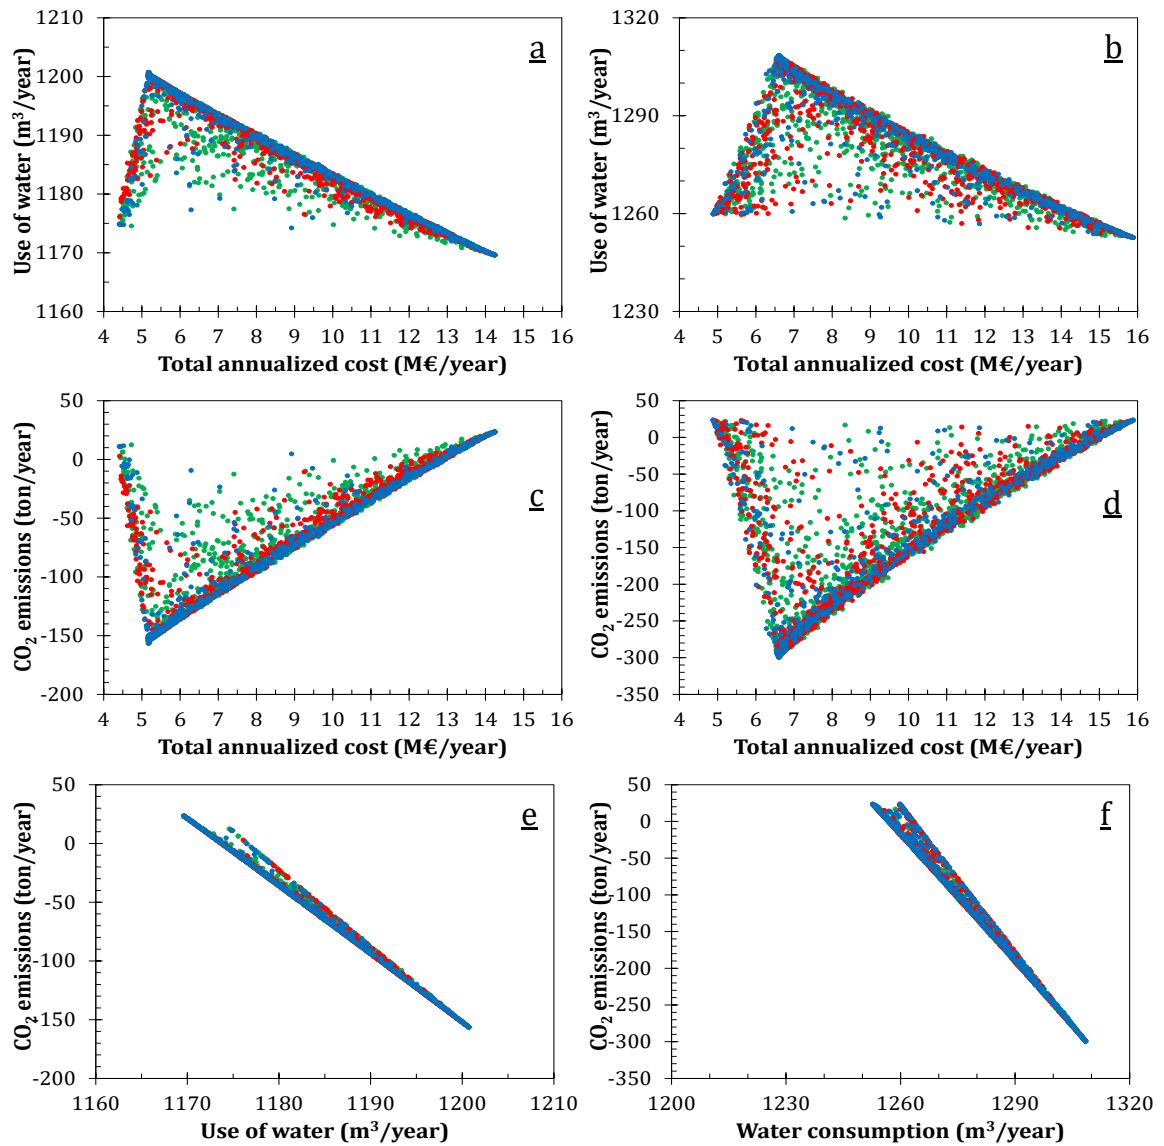 1210
1200
1190
1180
1170
1160
Use of water (m³/year)
a
4 5 6 7 8 9 10 11 12 13 14 15 16
Total annualized cost (M€/year)
1320
1290
1260
1230
Use of water (m³/year)
b
4 5 6 7 8 9 10 11 12 13 14 15 16
Total annualized cost (M€/year)
50
0
-50
-100
-150
-200
CO₂ emissions (ton/year)
c
4 5 6 7 8 9 10 11 12 13 14 15 16
Total annualized cost (M€/year)
50
0
-50
-100
-150
-200
-250
-300
-350
CO₂ emissions (ton/year)
d
4 5 6 7 8 9 10 11 12 13 14 15 16
Total annualized cost (M€/year)
50
0
-50
-100
-150
-200
CO₂ emissions (ton/year)
e
1160 1170 1180 1190 1200 1210
Use of water (m³/year)
50
0
-50
-100
-150
-200
-250
-300
-350
CO₂ emissions (ton/year)
f
1200 1230 1260 1290 1320
Water consumption (m³/year)